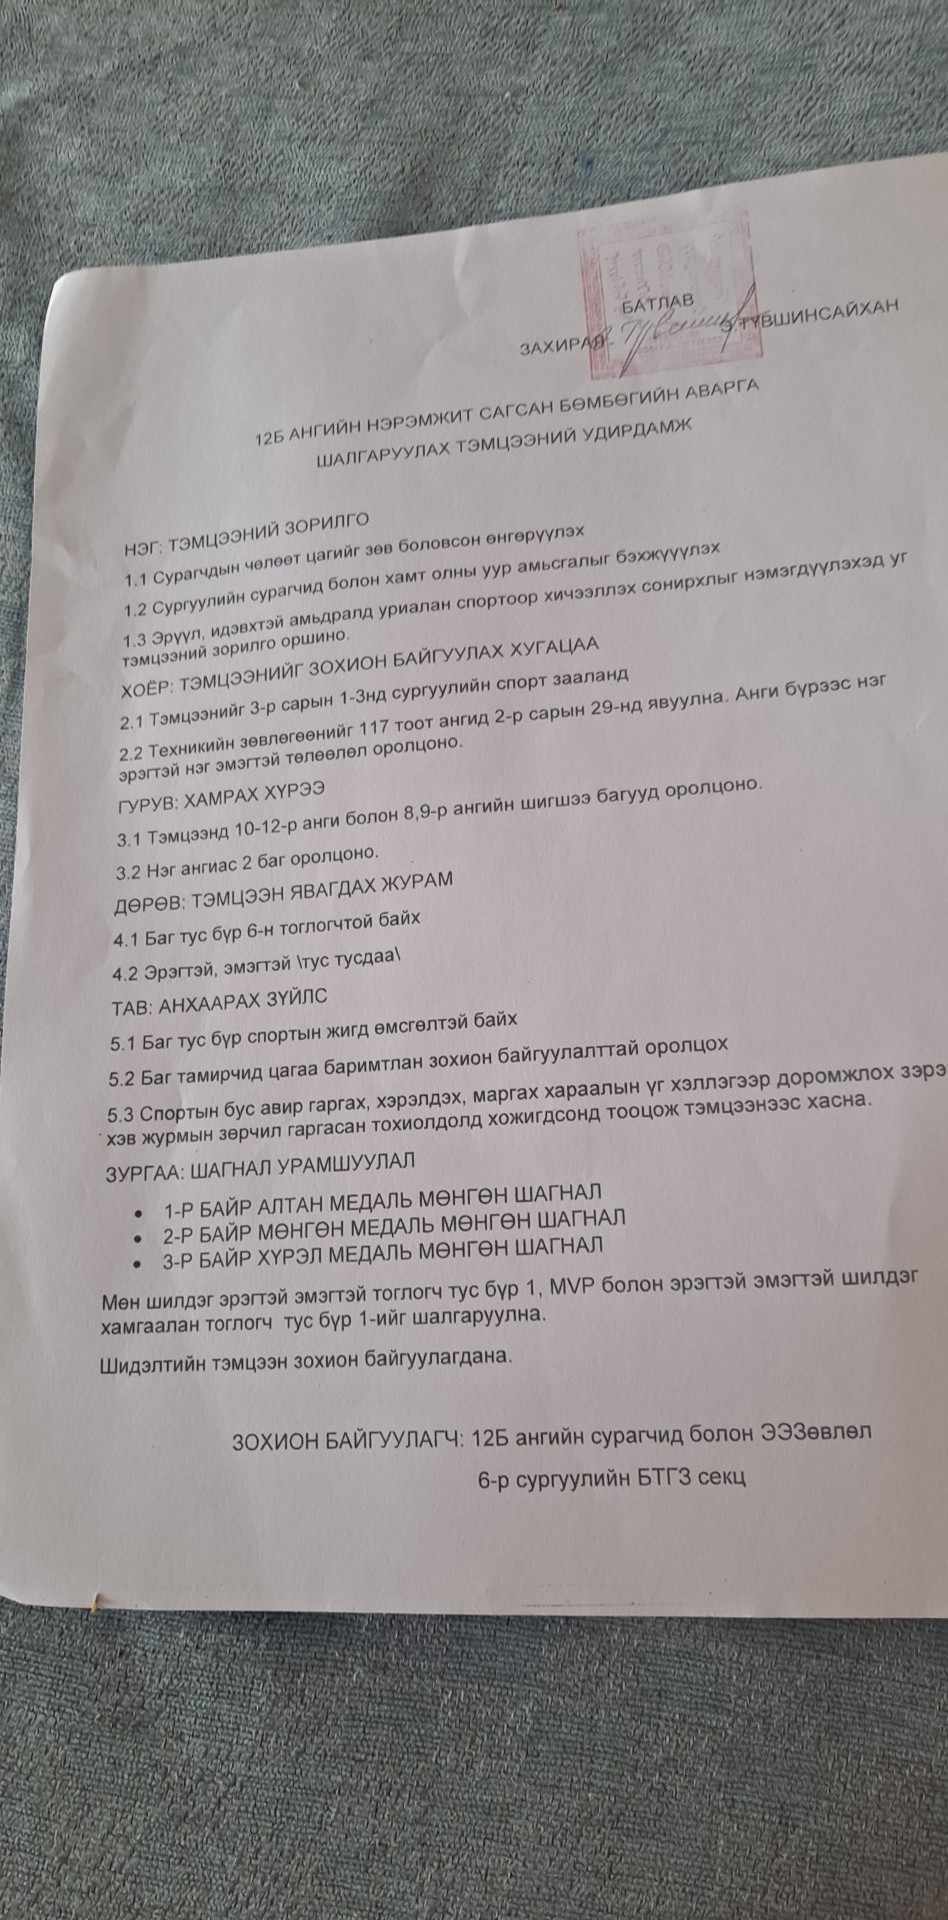 БАТЛАВ
ЗАХИРАЛ ТҮВШИНСАЙХАН
12Б АНГИЙН НЭРЭМЖИТ САГСАН БӨМБӨГИЙН АВАРГА
ШАЛГАРУУЛАХ ТЭМЦЭЭНИЙ УДИРДАМЖ
НЭГ: ТЭМЦЭЭНИЙ ЗОРИЛГО
1.1 Сурагчдын чөлөөт цагийг зөв боловсон өнгөрүүлэх
1.2 Сургуулийн сурагчид болон хамт олны уур амьсгалыг бэхжүүүлэх
1.3 Эрүүл, идэвхтэй амьдралд уриалан спортоор хичээллэх сонирхлыг нэмэгдүүлэхэд уг
тэмцээний зорилго оршино.
ХОЁР: ТЭМЦЭЭНИЙГ ЗОХИОН БАЙГУУЛАХ ХУГАЦАА
2.1 Тэмцээнийг 3-р сарын 1-3нд сургуулийн спорт зааланд
2.2 Техникийн зөвлөгөөнийг 117 тоот ангид 2-р сарын 29-нд явуулна. Анги бүрээс нэг
эрэгтэй нэг эмэгтэй төлөөлөл оролцоно.
ГУРУВ: ХАМРАХ ХҮРЭЭ
3.1 Тэмцээнд 10-12-р анги болон 8,9-р ангийн шигшээ багууд оролцоно.
3.2 Нэг ангиас 2 баг оролцоно.
ДӨРӨВ: ТЭМЦЭЭН ЯВАГДАХ ЖУРАМ
4.1 Баг тус бүр 6-н тоглогчтой байх
4.2 Эрэгтэй, эмэгтэй \тус тусдаа\
ТАВ: АНХААРАХ ЗҮЙЛС
5.1 Баг тус бүр спортын жигд өмсгөлтэй байх
5.2 Баг тамирчид цагаа баримтлан зохион байгуулалттай оролцох
5.3 Спортын бус авир гаргах, хэрэлдэх, маргах хараалын үг хэллэгээр доромжлох зэрэ
хэв журмын зөрчил гаргасан тохиолдолд хожигдсонд тооцож тэмцээнээс хасна.
ЗУРГАА: ШАГНАЛ УРАМШУУЛАЛ
• 1-Р БАЙР АЛТАН МЕДАЛЬ МӨНГӨН ШАГНАЛ
• 2-Р БАЙР МӨНГӨН МЕДАЛЬ МӨНГӨН ШАГНАЛ
• 3-Р БАЙР ХҮРЭЛ МЕДАЛЬ МӨНГӨН ШАГНАЛ
Мөн шилдэг эрэгтэй эмэгтэй тоглогч тус бүр 1, MVP болон эрэгтэй эмэгтэй шилдэг
хамгаалан тоглогч тус бүр 1-ийг шалгаруулна.
Шидэлтийн тэмцээн зохион байгуулагдана.
ЗОХИОН БАЙГУУЛАГЧ: 12Б ангийн сурагчид болон ЭЭЗөвлөл
6-р сургуулийн БТГЗ секц